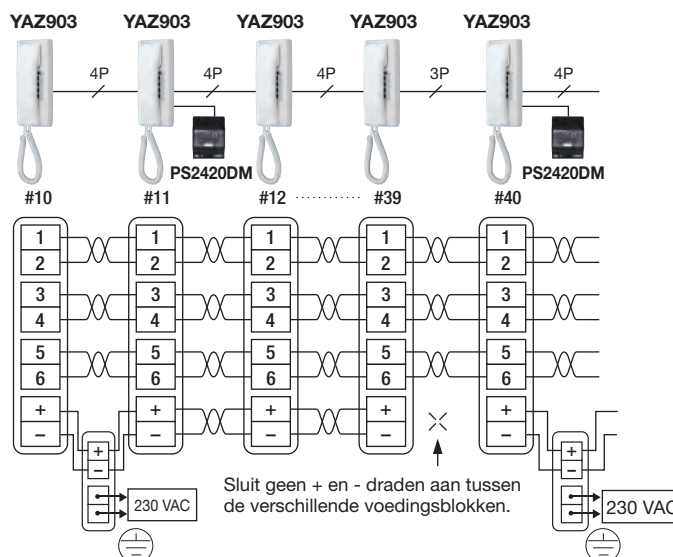 YAZ903 YAZ903 YAZ903 YAZ903 YAZ903
4P 4P 4P 3P 4P
PS2420DM PS2420DM
#10 #11 #12 ........... #39 #40
1 1 1 1 1
2 2 2 2 2
3 3 3 3 3
4 4 4 4 4
5 5 5 5 5
6 6 6 6 6
+ + + + +
− − − − −
+ +
− −
Sluit geen + en - draden aan tussen
de verschillende voedingsblokken.
230 VAC 230 VAC